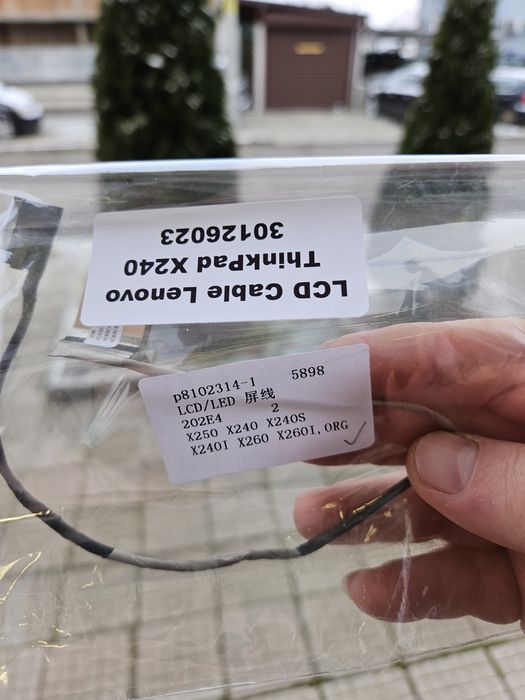 LCD Cable Lenovo
ThinkPad X240
30126023
p8102314-1 5898
LCD/LED 屏线
202E4 2
X250 X240 X240S
X240I X260 X260I,ORG